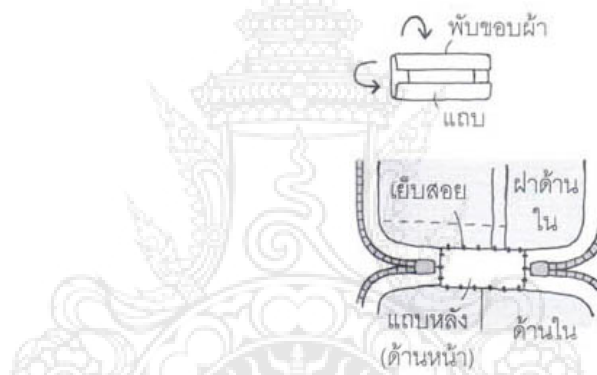 พับขอบผ้า
แถบ
เย็บสอย
ฝาด้าน
ใน
แถบหลัง
(ด้านหน้า)
ด้านใน